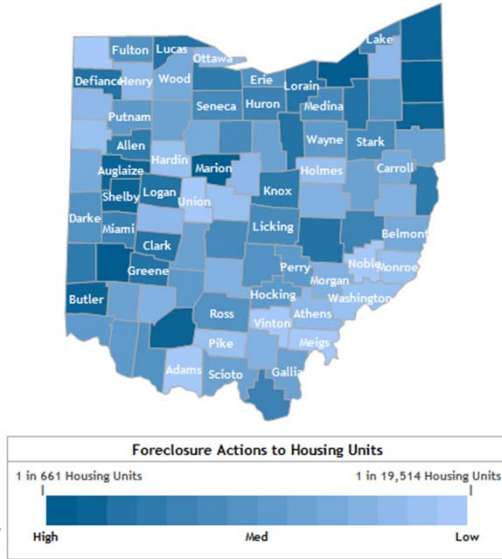 Lake
Fulton Lucas
Ottawa
Defiance Henry Wood Erie
Lorain
Seneca Huron Medina
Putnam
Wayne Stark
Allen
Hardin Marion Holmes Carroll
Auglaize
Shelby Logan Union Knox
Darke Miami Licking Belmont
Clark
Greene Perry Noble Monroe
Morgan
Butler Hocking Washington
Ross Athens
Vinton
Pike Meigs
Adams Scioto Gallia
Foreclosure Actions to Housing Units
1 in 661 Housing Units 1 in 19,514 Housing Units
High Med Low